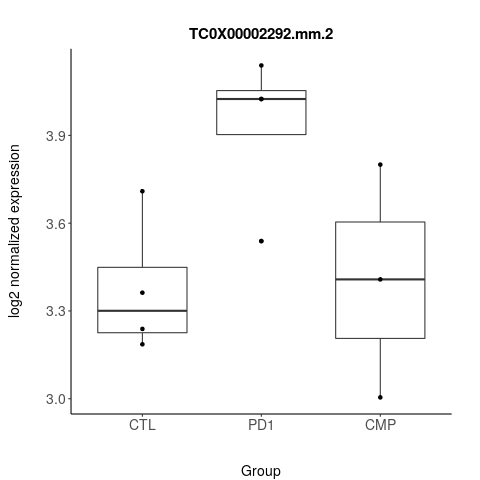 TC0X00002292.mm.2
log2 normalized expression
3.9
3.6
3.3
3.0
CTL PD1 CMP
Group